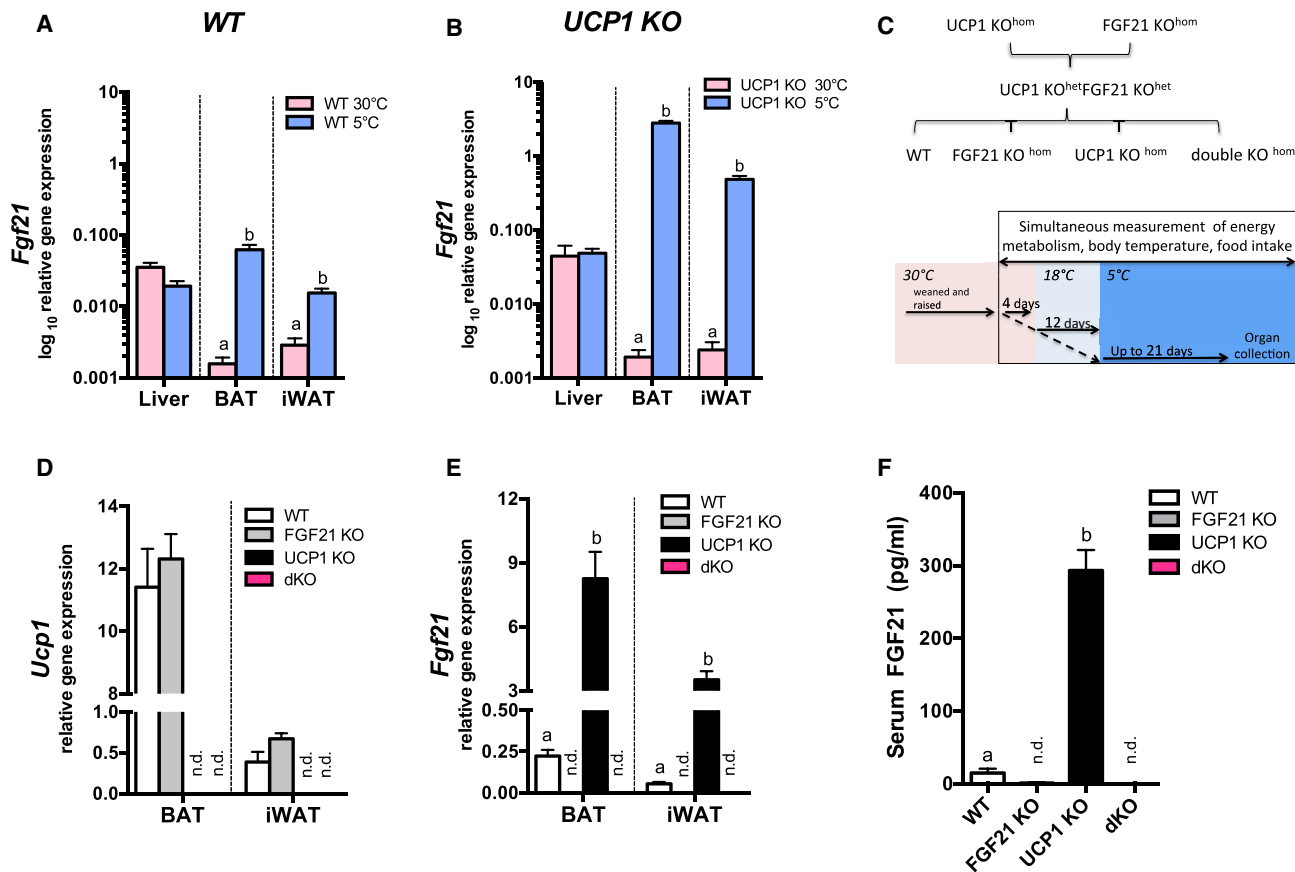 A
WT
Fgf21
log 10 relative gene expression
10
1
0.100
0.010
0.001
WT 30°C
WT 5°C
a
b
a
b
Liver
BAT
iWAT
B
UCP1 KO
Fgf21
log 10 relative gene expression
10
1
0.100
0.010
0.001
UCP1 KO 30°C
UCP1 KO 5°C
a
b
a
b
Liver
BAT
iWAT
C
UCP1 KOhom
FGF21 KOhom
UCP1 KOhetFGF21 KOhet
WT
FGF21 KO hom
UCP1 KO hom
double KO hom
Simultaneous measurement of energy
metabolism, body temperature, food intake
30°C
18°C
5°C
weaned and
raised
4 days
12 days
Up to 21 days
Organ
collection
D
Ucp1
relative gene expression
14
12
10
8
1.0
0.5
0.0
WT
FGF21 KO
UCP1 KO
dKO
n.d.
n.d.
n.d.
n.d.
BAT
iWAT
E
Fgf21
relative gene expression
12
9
6
3
0.50
0.25
0.00
WT
FGF21 KO
UCP1 KO
dKO
a
n.d.
b
n.d.
a
n.d.
b
n.d.
BAT
iWAT
F
Serum FGF21 (pg/ml)
400
300
200
100
0
WT
FGF21 KO
UCP1 KO
dKO
a
n.d.
b
n.d.
WT
FGF21 KO
UCP1 KO
dKO